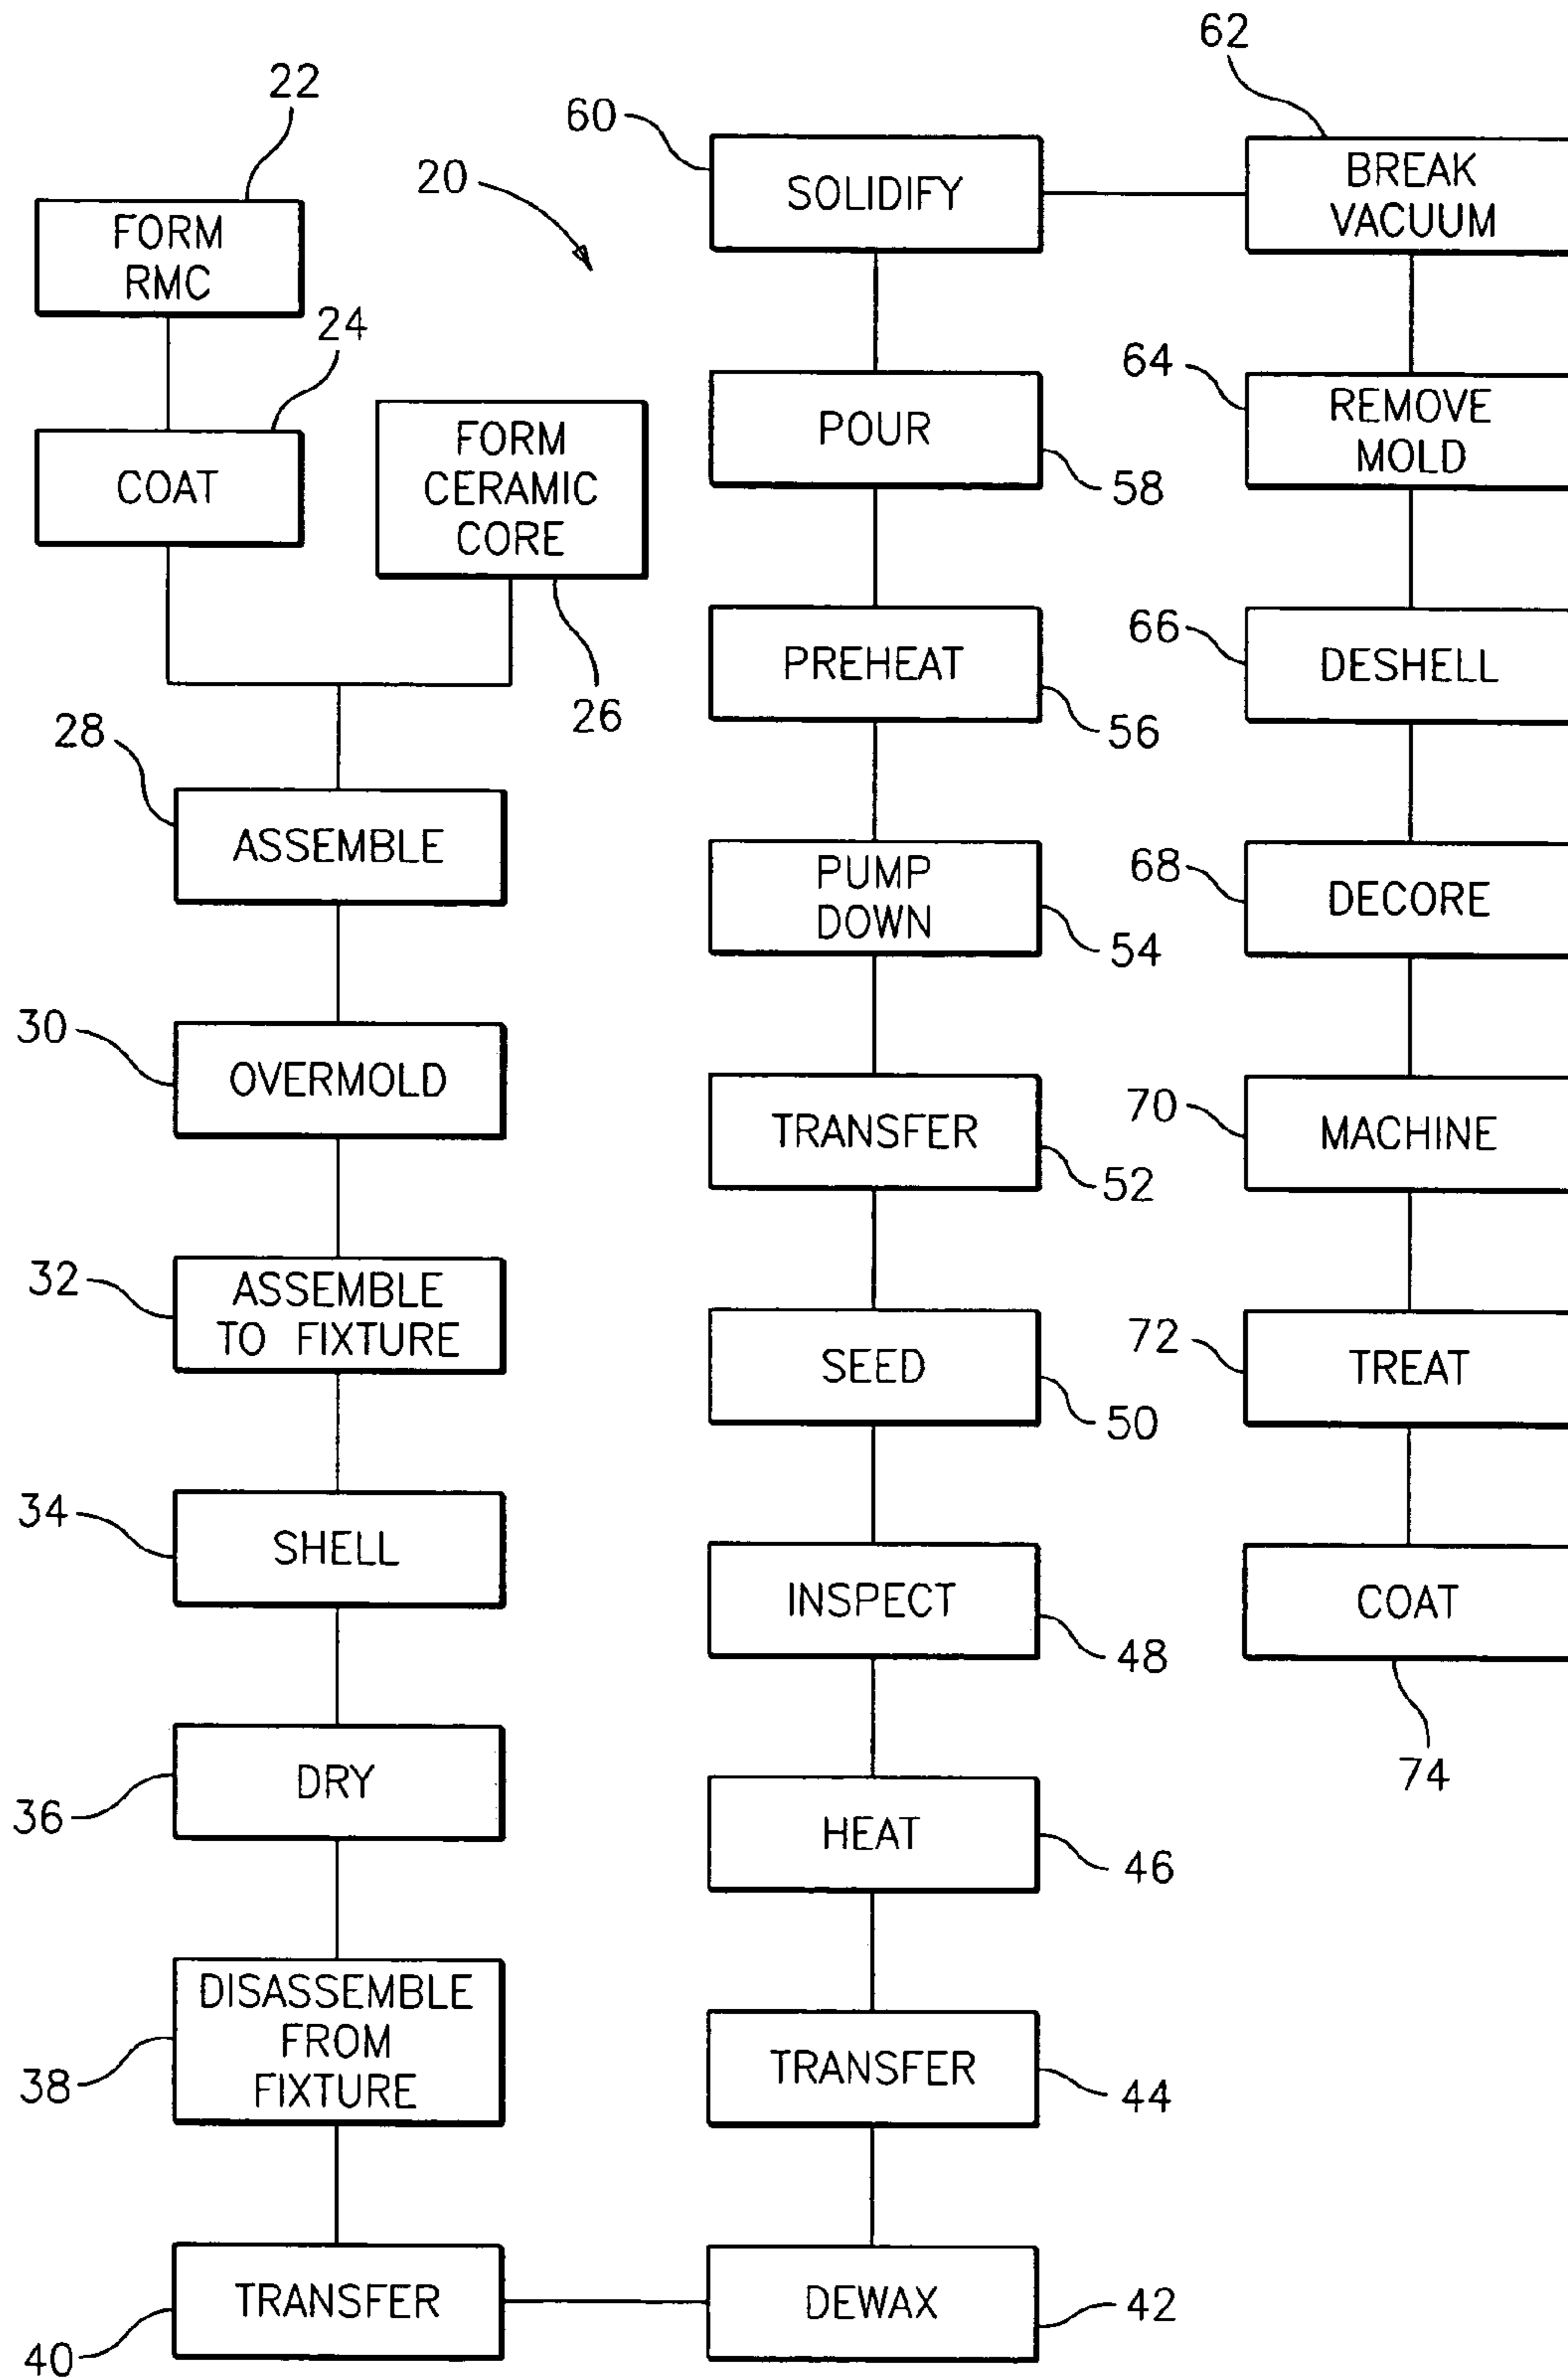 22
FORM
RMC
24
COAT
20
FORM
CERAMIC
CORE
26
28
ASSEMBLE
30
OVERMOLD
32
ASSEMBLE
TO FIXTURE
34
SHELL
36
DRY
38
DISASSEMBLE
FROM
FIXTURE
40
TRANSFER
DEWAX
42
TRANSFER
44
HEAT
46
INSPECT
48
SEED
50
TRANSFER
52
PUMP
DOWN
54
PREHEAT
56
POUR
58
60
SOLIDIFY
62
BREAK
VACUUM
64
REMOVE
MOLD
66
DESHELL
68
DECORE
70
MACHINE
72
TREAT
COAT
74